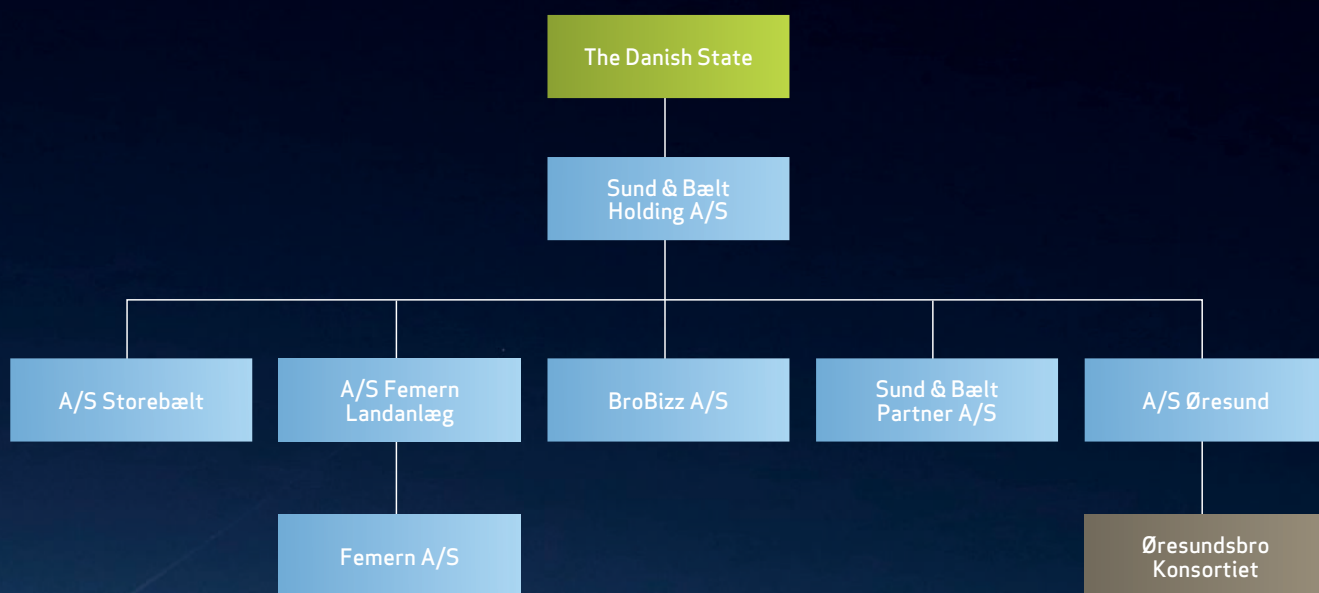 The Danish State
Sund & Bælt
Holding A/S
A/S Storebælt
A/S Femern
Landanlæg
BroBizz A/S
Sund & Bælt
Partner A/S
A/S Øresund
Femern A/S
Øresundsbro
Konsortiet